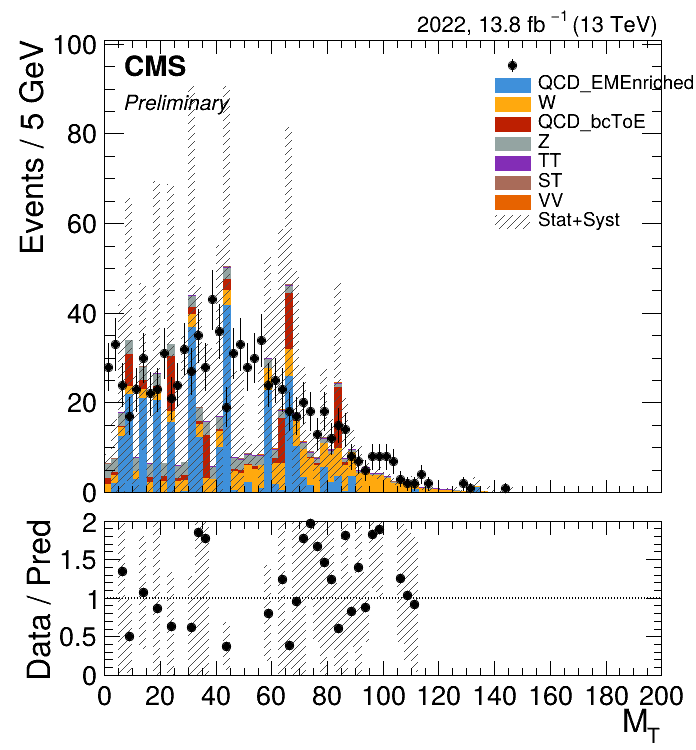 2022, 13.8 fb⁻¹ (13 TeV)
Events / 5 GeV
100
80
60
40
20
0
CMS
Preliminary
QCD_EMEnriched
W
QCD_bcToE
Z
TT
ST
VV
Stat+Syst
Data / Pred
2
1.5
1
0.5
0
0 20 40 60 80 100 120 140 160 180 200
M_T